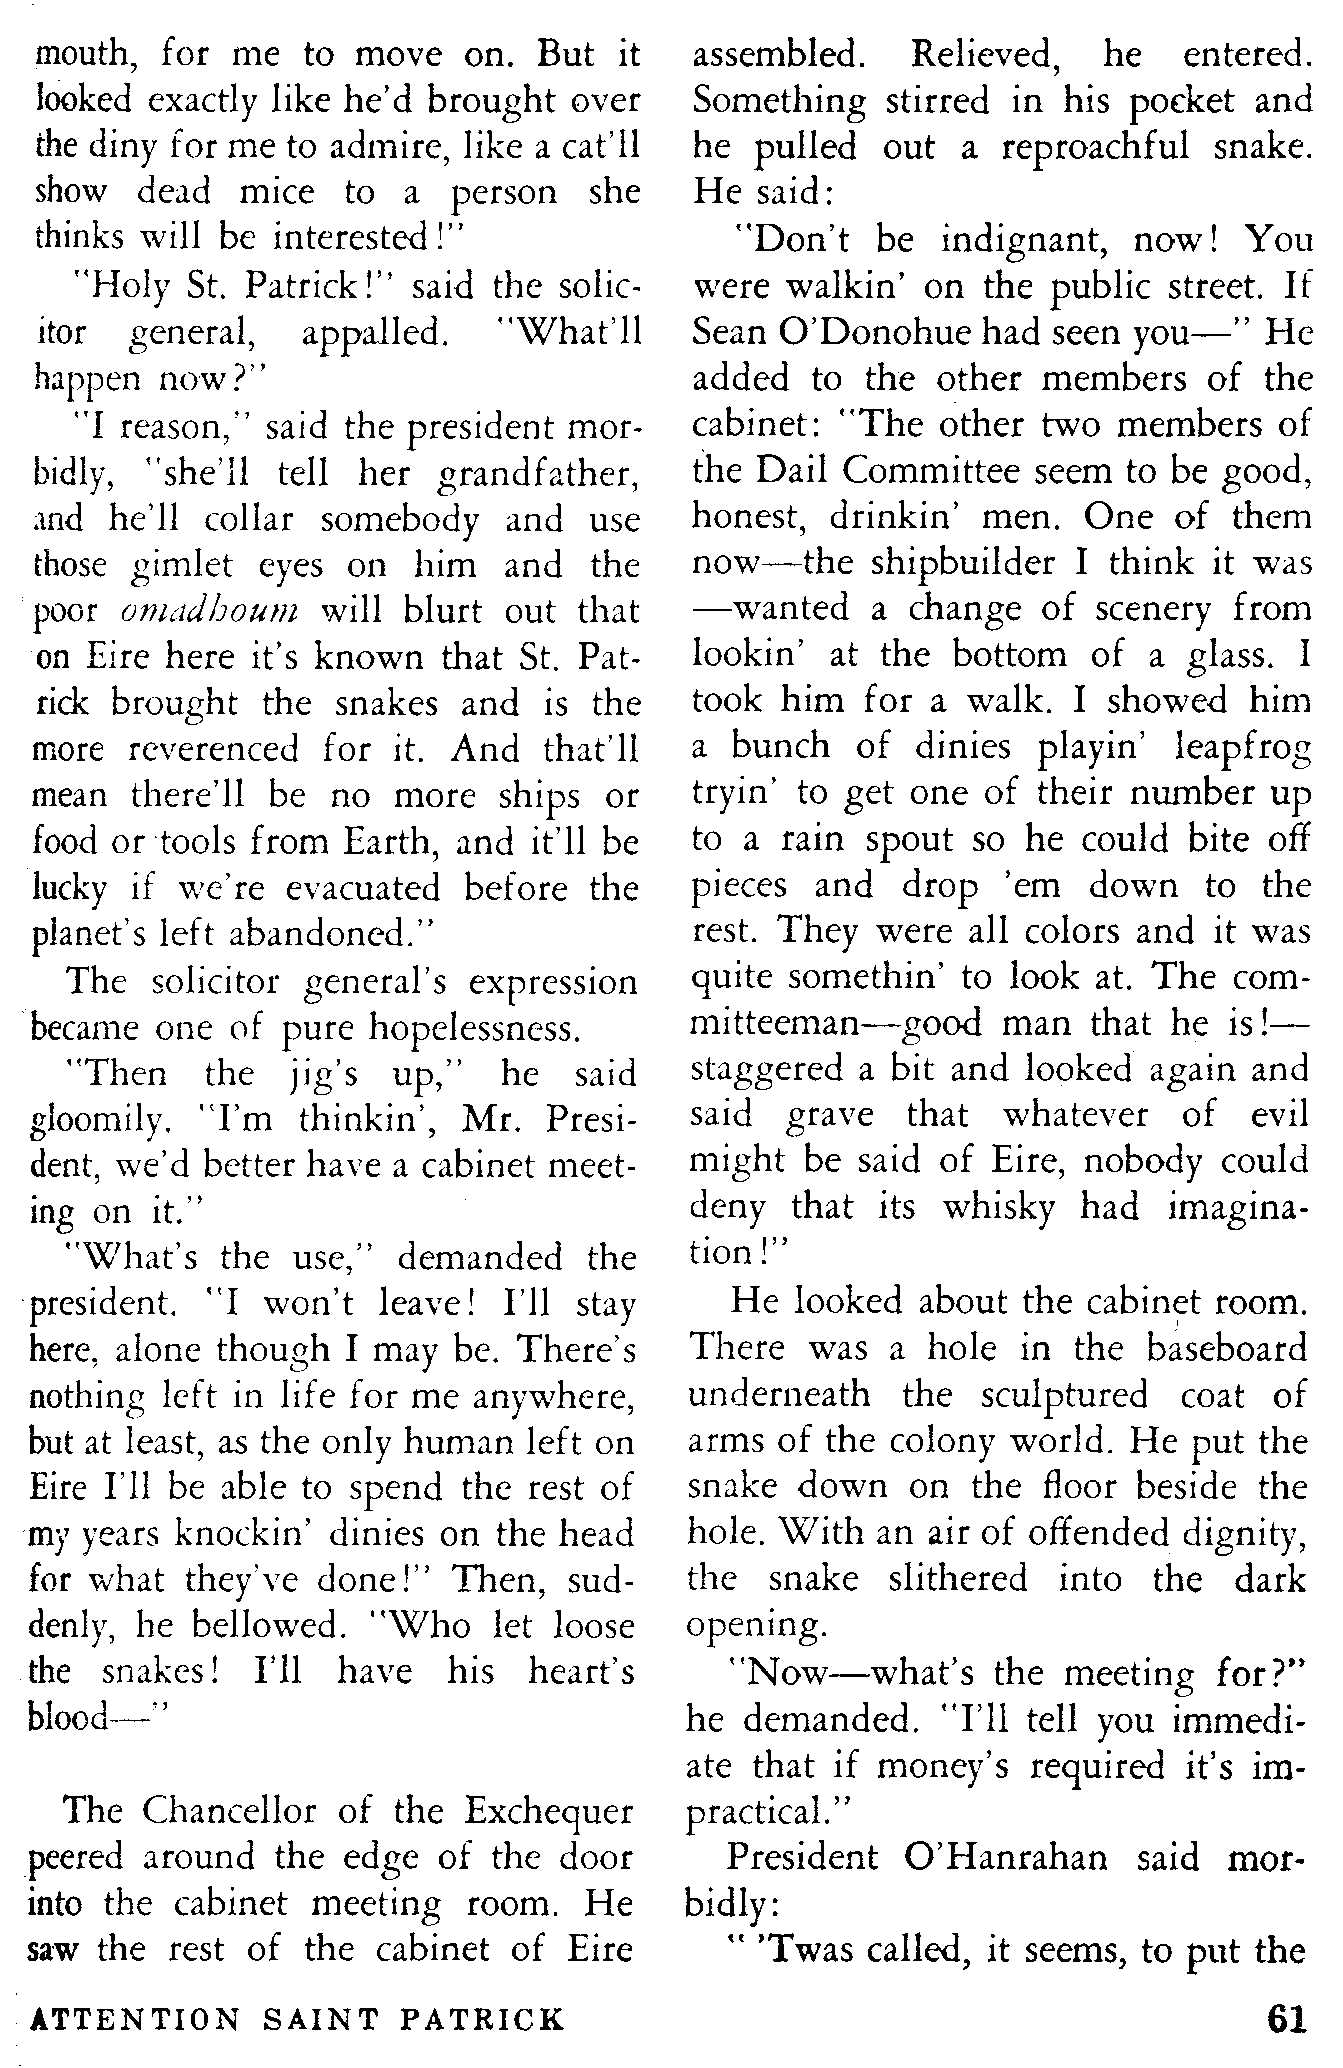 mouth, for me to move on. But it
looked exactly like he'd brought over
the diny for me to admire, like a cat'll
show dead mice to a person she
thinks will be interested!"
"Holy St. Patrick!" said the solic-
itor general, appalled. "What'll
happen now?"
"I reason," said the president mor-
bidly, "she'll tell her grandfather,
and he'll collar somebody and use
those gimlet eyes on him and the
poor omadhoum will blurt out that
on Eire here it's known that St. Pat-
rick brought the snakes and is the
more reverenced for it. And that'll
mean there'll be no more ships or
food or tools from Earth, and it'll be
lucky if we're evacuated before the
planet's left abandoned."
The solicitor general's expression
became one of pure hopelessness.
"Then the jig's up," he said
gloomily. "I'm thinkin', Mr. Presi-
dent, we'd better have a cabinet meet-
ing on it."
"What's the use," demanded the
president. "I won't leave! I'll stay
here, alone though I may be. There's
nothing left in life for me anywhere,
but at least, as the only human left on
Eire I'll be able to spend the rest of
my years knockin' dinies on the head
for what they've done!" Then, sud-
denly, he bellowed. "Who let loose
the snakes! I'll have his heart's
blood—"
The Chancellor of the Exchequer
peered around the edge of the door
into the cabinet meeting room. He
saw the rest of the cabinet of Eire
assembled. Relieved, he entered.
Something stirred in his pocket and
he pulled out a reproachful snake.
He said:
"Don't be indignant, now! You
were walkin' on the public street. If
Sean O'Donohue had seen you—" He
added to the other members of the
cabinet: "The other two members of
the Dail Committee seem to be good,
honest, drinkin' men. One of them
now—the shipbuilder I think it was
—wanted a change of scenery from
lookin' at the bottom of a glass. I
took him for a walk. I showed him
a bunch of dinies playin' leapfrog
tryin' to get one of their number up
to a rain spout so he could bite off
pieces and drop 'em down to the
rest. They were all colors and it was
quite somethin' to look at. The com-
mitteeman—good man that he is!—
staggered a bit and looked again and
said grave that whatever of evil
might be said of Eire, nobody could
deny that its whisky had imagina-
tion!"
He looked about the cabinet room.
There was a hole in the baseboard
underneath the sculptured coat of
arms of the colony world. He put the
snake down on the floor beside the
hole. With an air of offended dignity,
the snake slithered into the dark
opening.
"Now—what's the meeting for?"
he demanded. "I'll tell you immedi-
ate that if money's required it's im-
practical."
President O'Hanrahan said mor-
bidly:
" 'Twas called, it seems, to put the
ATTENTION SAINT PATRICK 61